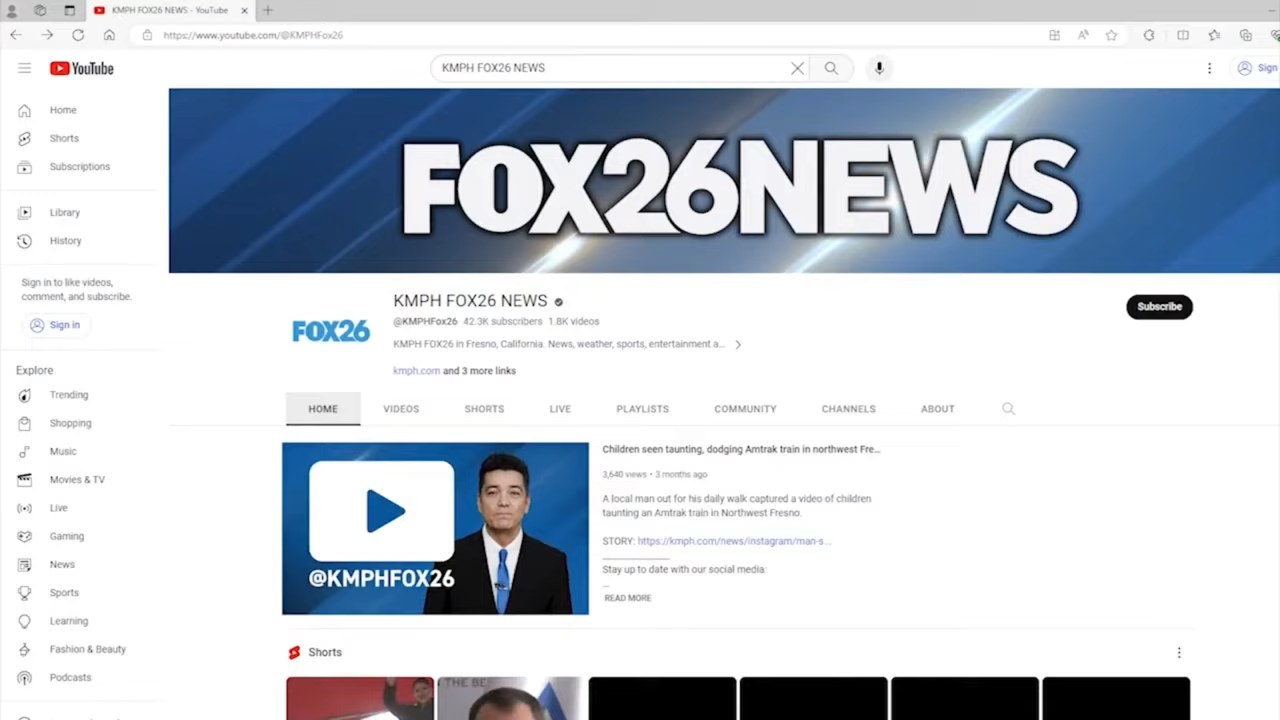 KMPH FOX26 NEWS - YouTube
https://www.youtube.com/@KMPHFox26
YouTube
KMPH FOX26 NEWS
Sign
Home
Shorts
Subscriptions
Library
History
Sign in to like videos,
comment, and subscribe.
Sign in
Explore
Trending
Shopping
Music
Movies & TV
Live
Gaming
News
Sports
Learning
Fashion & Beauty
Podcasts
FOX26NEWS
FOX26
KMPH FOX26 NEWS
@KMPHFox26 42.3K subscribers 1.8K videos
KMPH FOX26 in Fresno, California. News, weather, sports, entertainment a...
kmph.com and 3 more links
Subscribe
HOME VIDEOS SHORTS LIVE PLAYLISTS COMMUNITY CHANNELS ABOUT
@KMPHFOX26
Children seen taunting, dodging Amtrak train in northwest Fre...
3,640 views • 3 months ago
A local man out for his daily walk captured a video of children
taunting an Amtrak train in Northwest Fresno.
STORY: https://kmph.com/news/instagram/man-s...
Stay up to date with our social media:
...
READ MORE
Shorts
THE BE